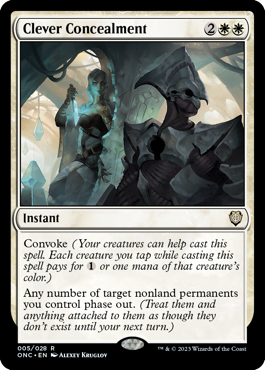 Clever Concealment 2
Instant
Convoke (Your creatures can help cast this
spell. Each creature you tap while casting this
spell pays for 1 or one mana of that creature's
color.)
Any number of target nonland permanents
you control phase out. (Treat them and
anything attached to them as though they
don't exist until your next turn.)
005/028 R
ONC • EN Alexey Kruglov
™ & © 2023 Wizards of the Coast